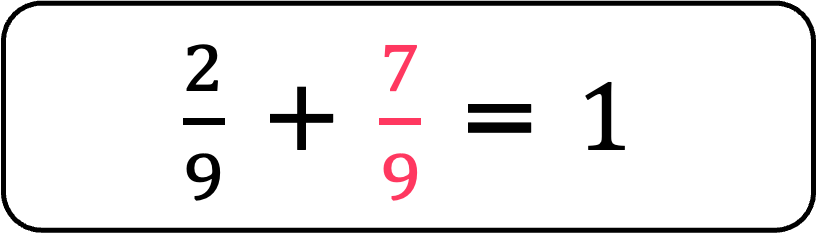 2/9 + 7/9 = 1